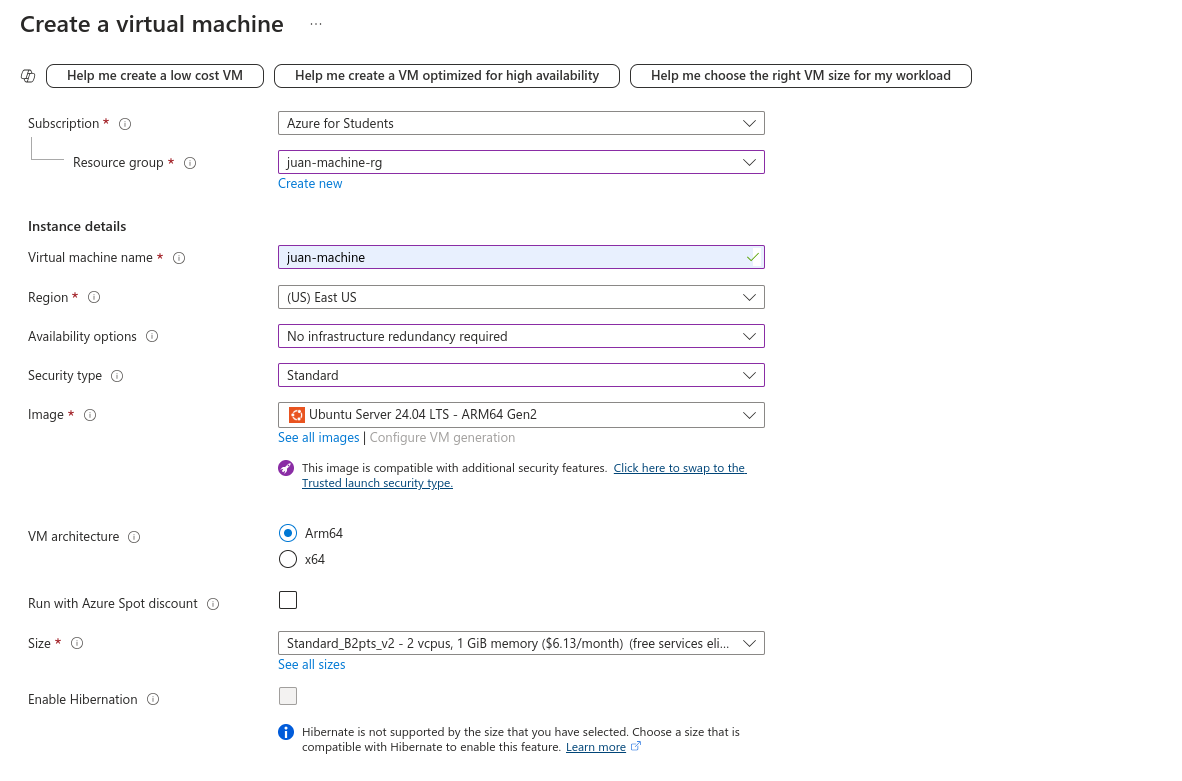 Create a virtual machine ...
Help me create a low cost VM
Help me create a VM optimized for high availability
Help me choose the right VM size for my workload
Subscription *
Azure for Students
Resource group *
juan-machine-rg
Create new
Instance details
Virtual machine name *
juan-machine
Region *
(US) East US
Availability options
No infrastructure redundancy required
Security type
Standard
Image *
Ubuntu Server 24.04 LTS - ARM64 Gen2
See all images | Configure VM generation
This image is compatible with additional security features. Click here to swap to the
Trusted launch security type.
VM architecture
Arm64
x64
Run with Azure Spot discount
Size *
Standard_B2pts_v2 - 2 vcpus, 1 GiB memory ($6.13/month) (free services eli...
See all sizes
Enable Hibernation
Hibernate is not supported by the size that you have selected. Choose a size that is
compatible with Hibernate to enable this feature. Learn more